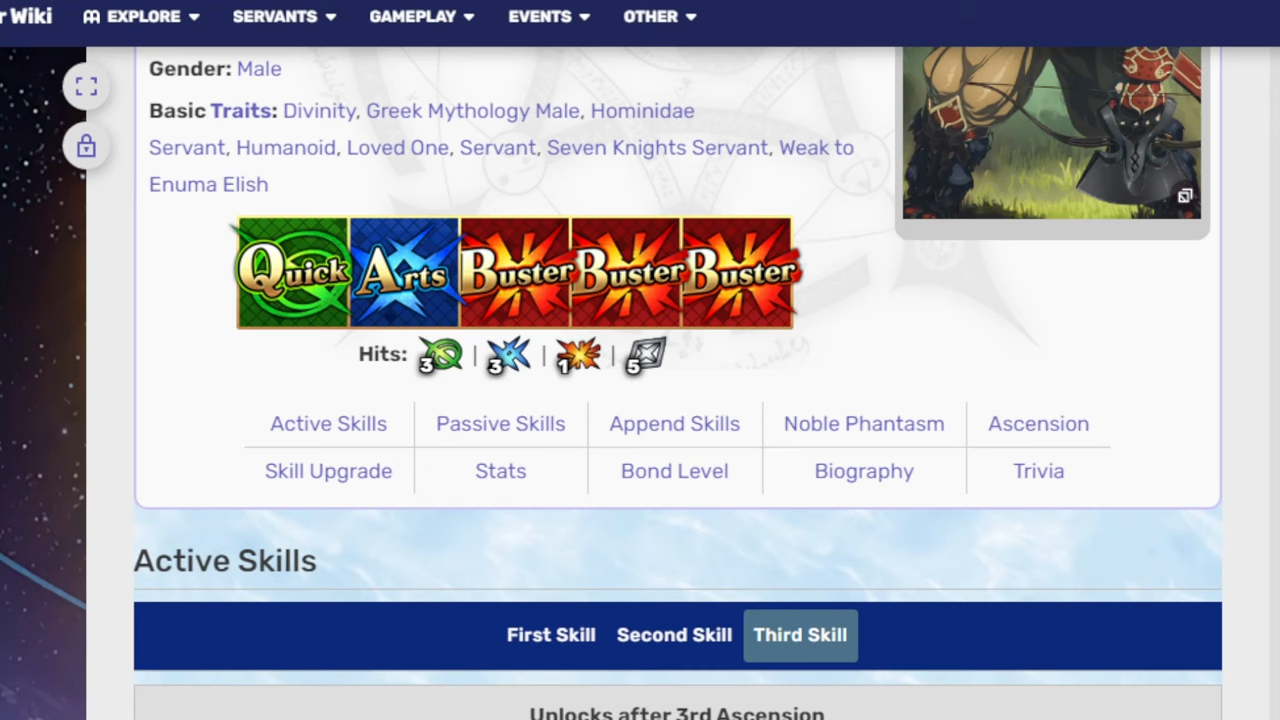 r Wiki EXPLORE SERVANTS GAMEPLAY EVENTS OTHER
Gender: Male
Basic Traits: Divinity, Greek Mythology Male, Hominidae
Servant, Humanoid, Loved One, Servant, Seven Knights Servant, Weak to
Enuma Elish
Quick Arts Buster Buster Buster
Hits: 3 | 3 | 1 | 5
Active Skills Passive Skills Append Skills Noble Phantasm Ascension
Skill Upgrade Stats Bond Level Biography Trivia
Active Skills
First Skill Second Skill Third Skill
Unlocks after 3rd Ascension